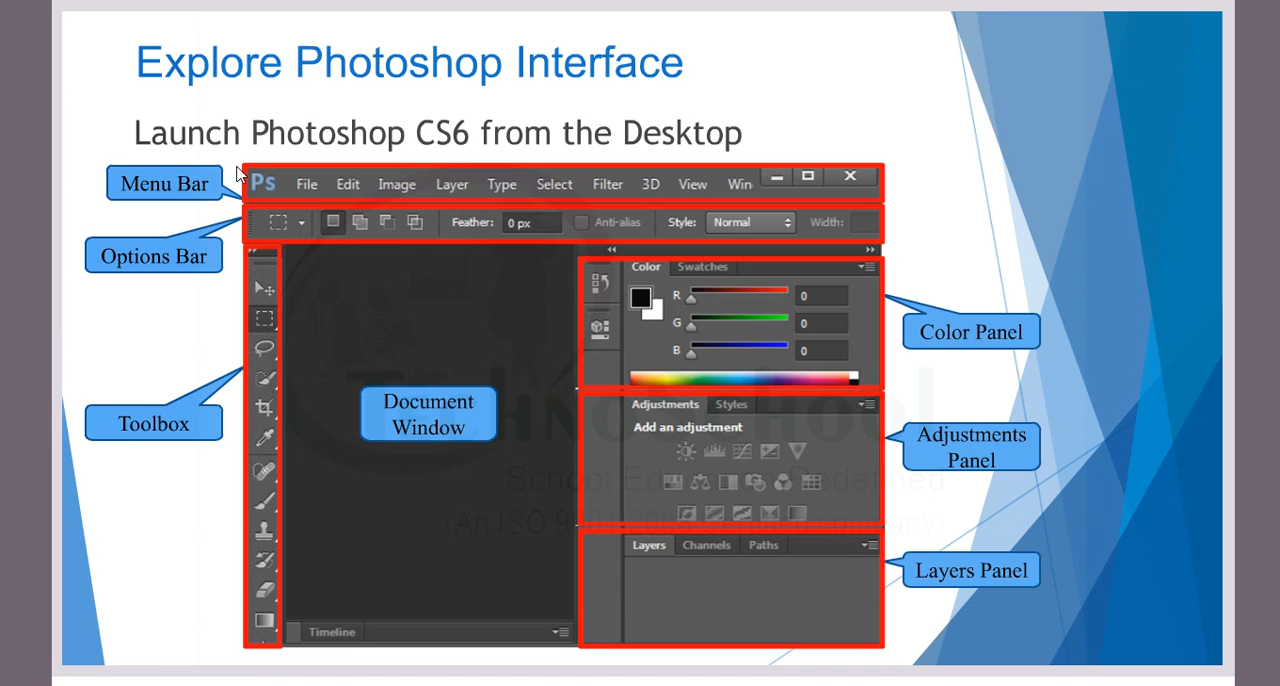 Explore Photoshop Interface
Launch Photoshop CS6 from the Desktop
Menu Bar
Ps File Edit Image Layer Type Select Filter 3D View Win
Options Bar
Feather: 0 px Anti-alias Style: Normal Width:
Toolbox
Document
Window
Color Swatches
R 0
G 0
B 0
Color Panel
Adjustments Styles
Add an adjustment
Adjustments
Panel
Layers Channels Paths
Layers Panel
Timeline
TECHNOSCHOOL